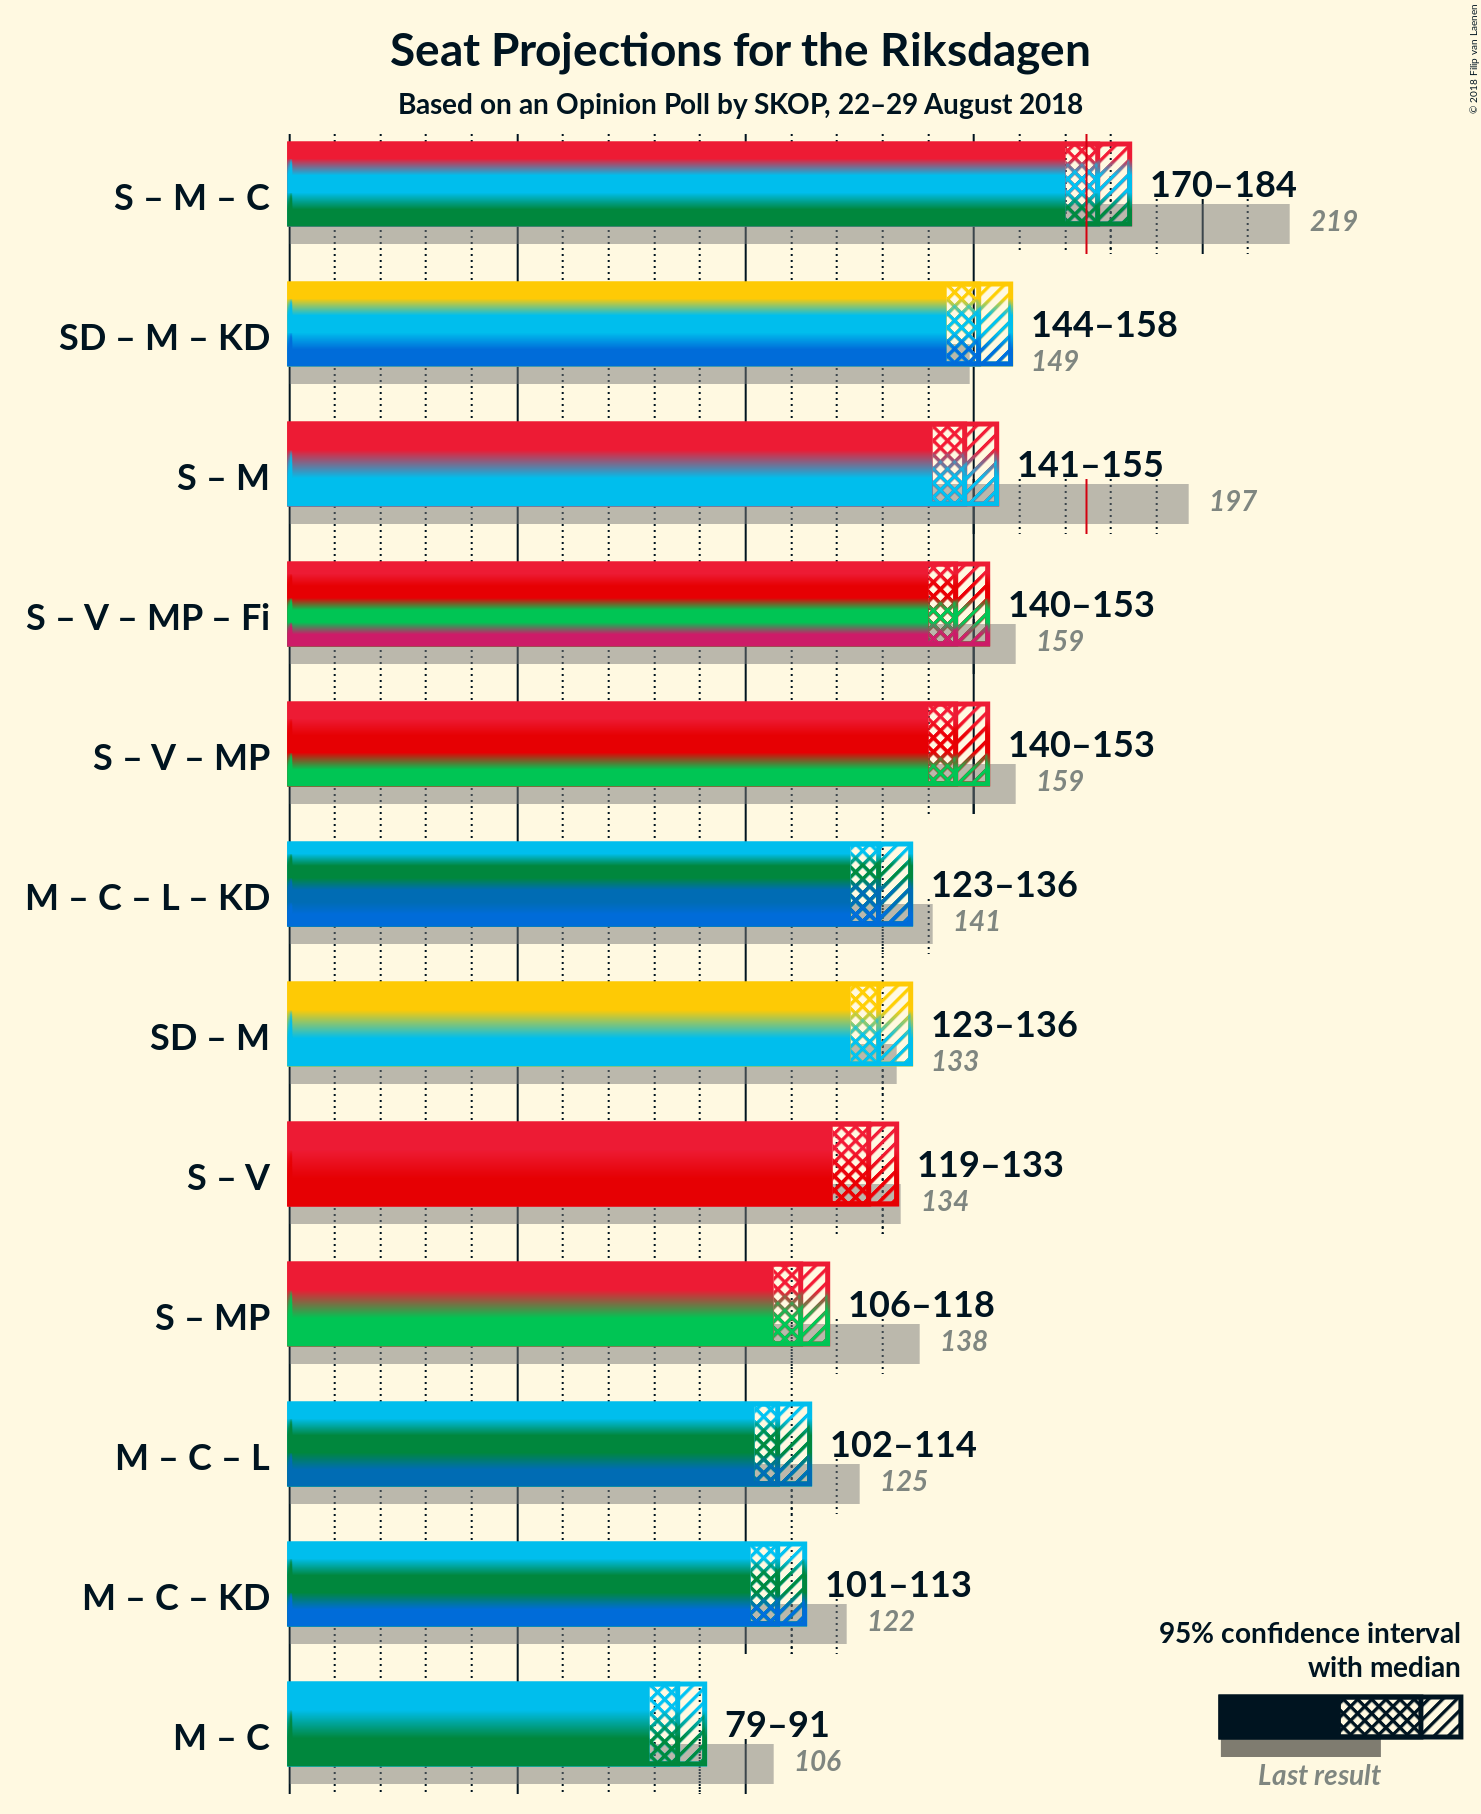 Seat Projections for the Riksdagen
Based on an Opinion Poll by SKOP, 22–29 August 2018
© 2018 Filip van Laenen
S – M – C
170–184
219
SD – M – KD
144–158
149
S – M
141–155
197
S – V – MP – Fi
140–153
159
S – V – MP
140–153
159
M – C – L – KD
123–136
141
SD – M
123–136
133
S – V
119–133
134
S – MP
106–118
138
M – C – L
102–114
125
M – C – KD
101–113
122
M – C
79–91
106
95% confidence interval
with median
Last result